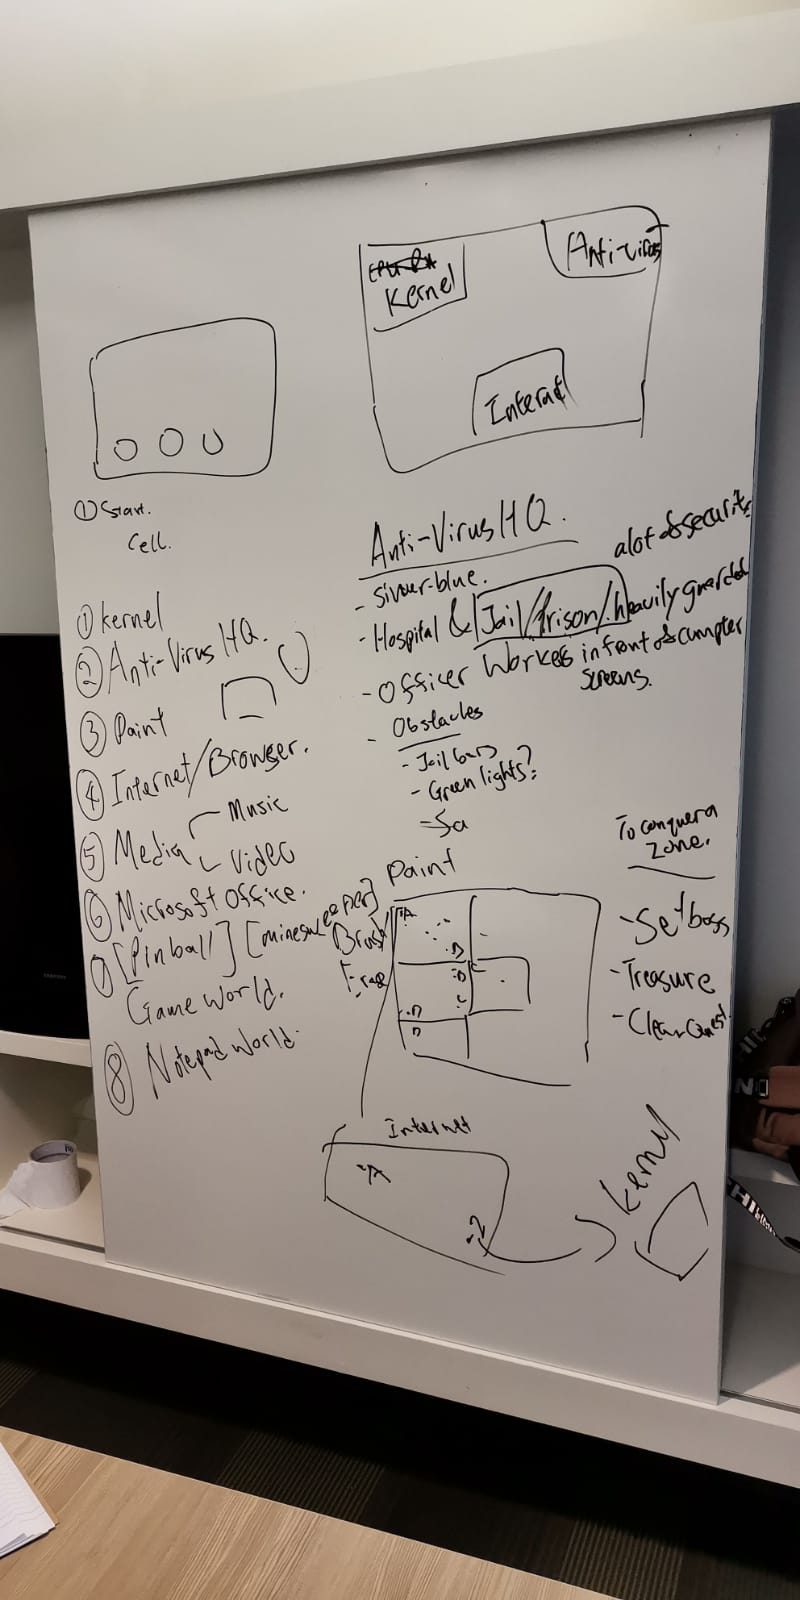 Kernel
Anti-virus
Internet
① Start.
Cell.
① Kernel
② Anti-Virus HQ.
③ Paint
④ Internet/Browser.
⑤ Media
Music
Video
⑥ Microsoft Office.
⑦ [Pinball] [minesweeper]
Game World.
⑧ Notepad World.
Anti-Virus HQ.
a lot of security
- Silver-blue.
- Hospital & Jail/Prison/heavily guarded
- Officer Workes in front of computer
screens.
- Obstacles
- Jail bars
- Green lights?
- Sa
Paint
Brush
Erase
A
B
B
C
C
D
D
To conquer a
Zone.
- Set boss
- Treasure
- Clear Quest
Internet
A
Z
Kernel